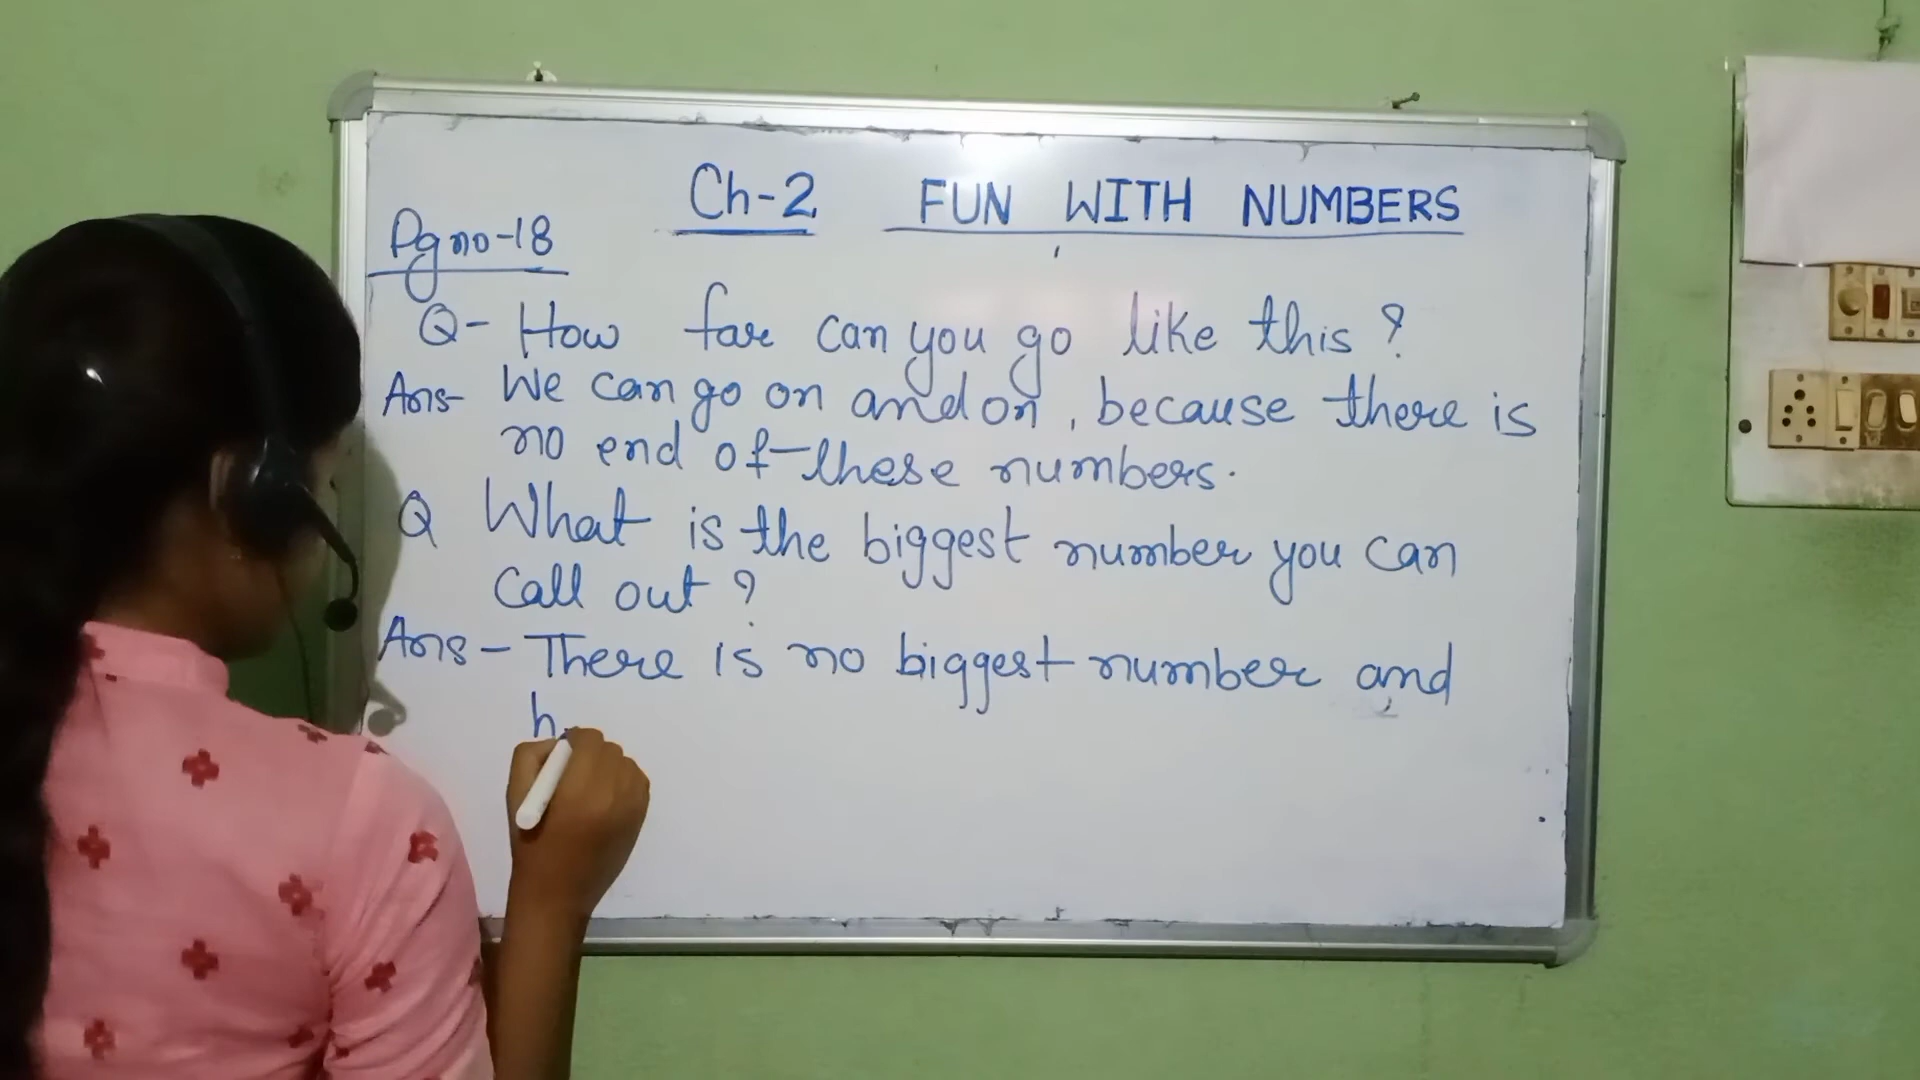 Ch-2 FUN WITH NUMBERS
Pg no-18
Q- How far can you go like this?
Ans- We can go on and on, because there is
no end of these numbers.
Q What is the biggest number you can
call out?
Ans- There is no biggest number and
h